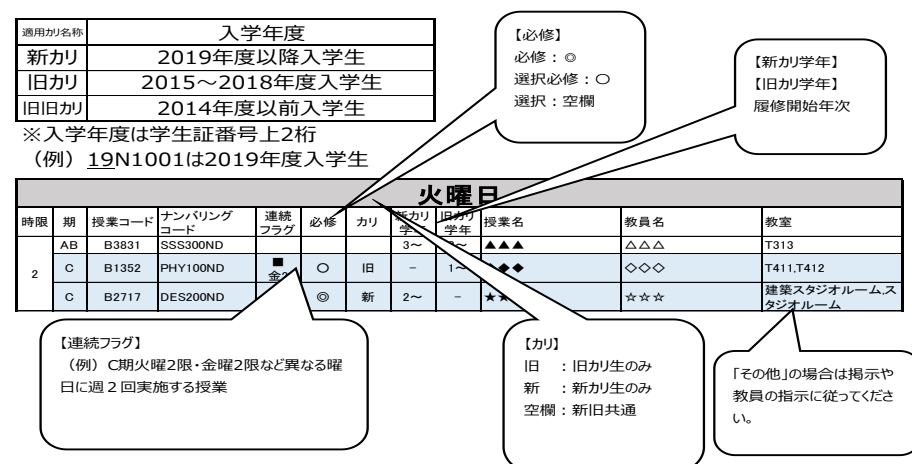 適用カリ名称 入学年度
新カリ 2019年度以降入学生
旧カリ 2015～2018年度入学生
旧旧カリ 2014年度以前入学生
※入学年度は学生証番号上2桁
（例）19N1001は2019年度入学生
【必修】
必修：◎
選択必修：○
選択：空欄
【新カリ学年】
【旧カリ学年】
履修開始年次
火曜日
時限 期 授業コード ナンバリングコード 連続フラグ 必修 カリ 新カリ学年 旧カリ学年 授業名 教員名 教室
AB B3831 SSS300ND 3～ ▲▲▲ △△△ T313
2 C B1352 PHY100ND ■ ○ 旧 － 1～ ◆◆ ◇◇◇ T411,T412
C B2717 DES200ND ◎ 新 2～ － ★★ ☆☆☆ 建築スタジオルーム,スタジオルーム
【連続フラグ】
（例）C期火曜2限・金曜2限など異なる曜
日に週２回実施する授業
【カリ】
旧　：旧カリ生のみ
新　：新カリ生のみ
空欄：新旧共通
「その他」の場合は掲示や
教員の指示に従ってくださ
い。